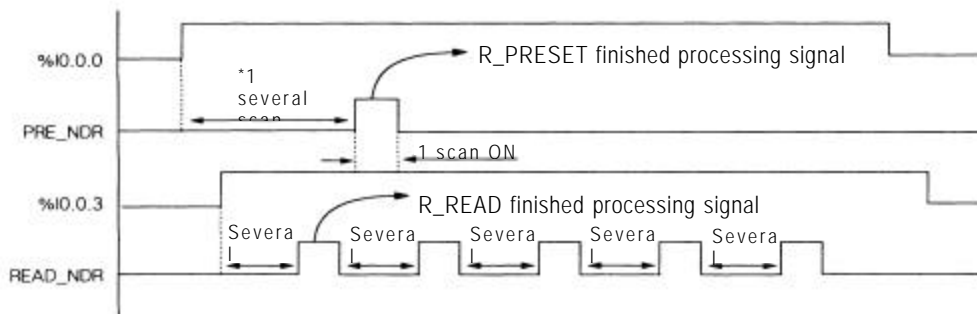 %I0.0.0
R_PRESET finished processing signal
*1
several
scan
PRE_NDR
1 scan ON
%I0.0.3
R_READ finished processing signal
Severa
l
Severa
l
Severa
l
Severa
l
Severa
l
READ_NDR